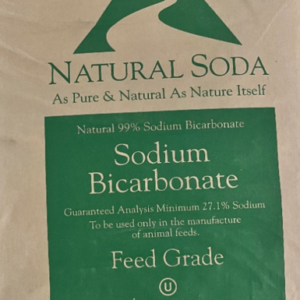 NATURAL SODA
As Pure & Natural As Nature Itself
Natural 99% Sodium Bicarbonate
Sodium
Bicarbonate
Guaranteed Analysis Minimum 27.1% Sodium
To be used only in the manufacture
of animal feeds.
Feed Grade
U